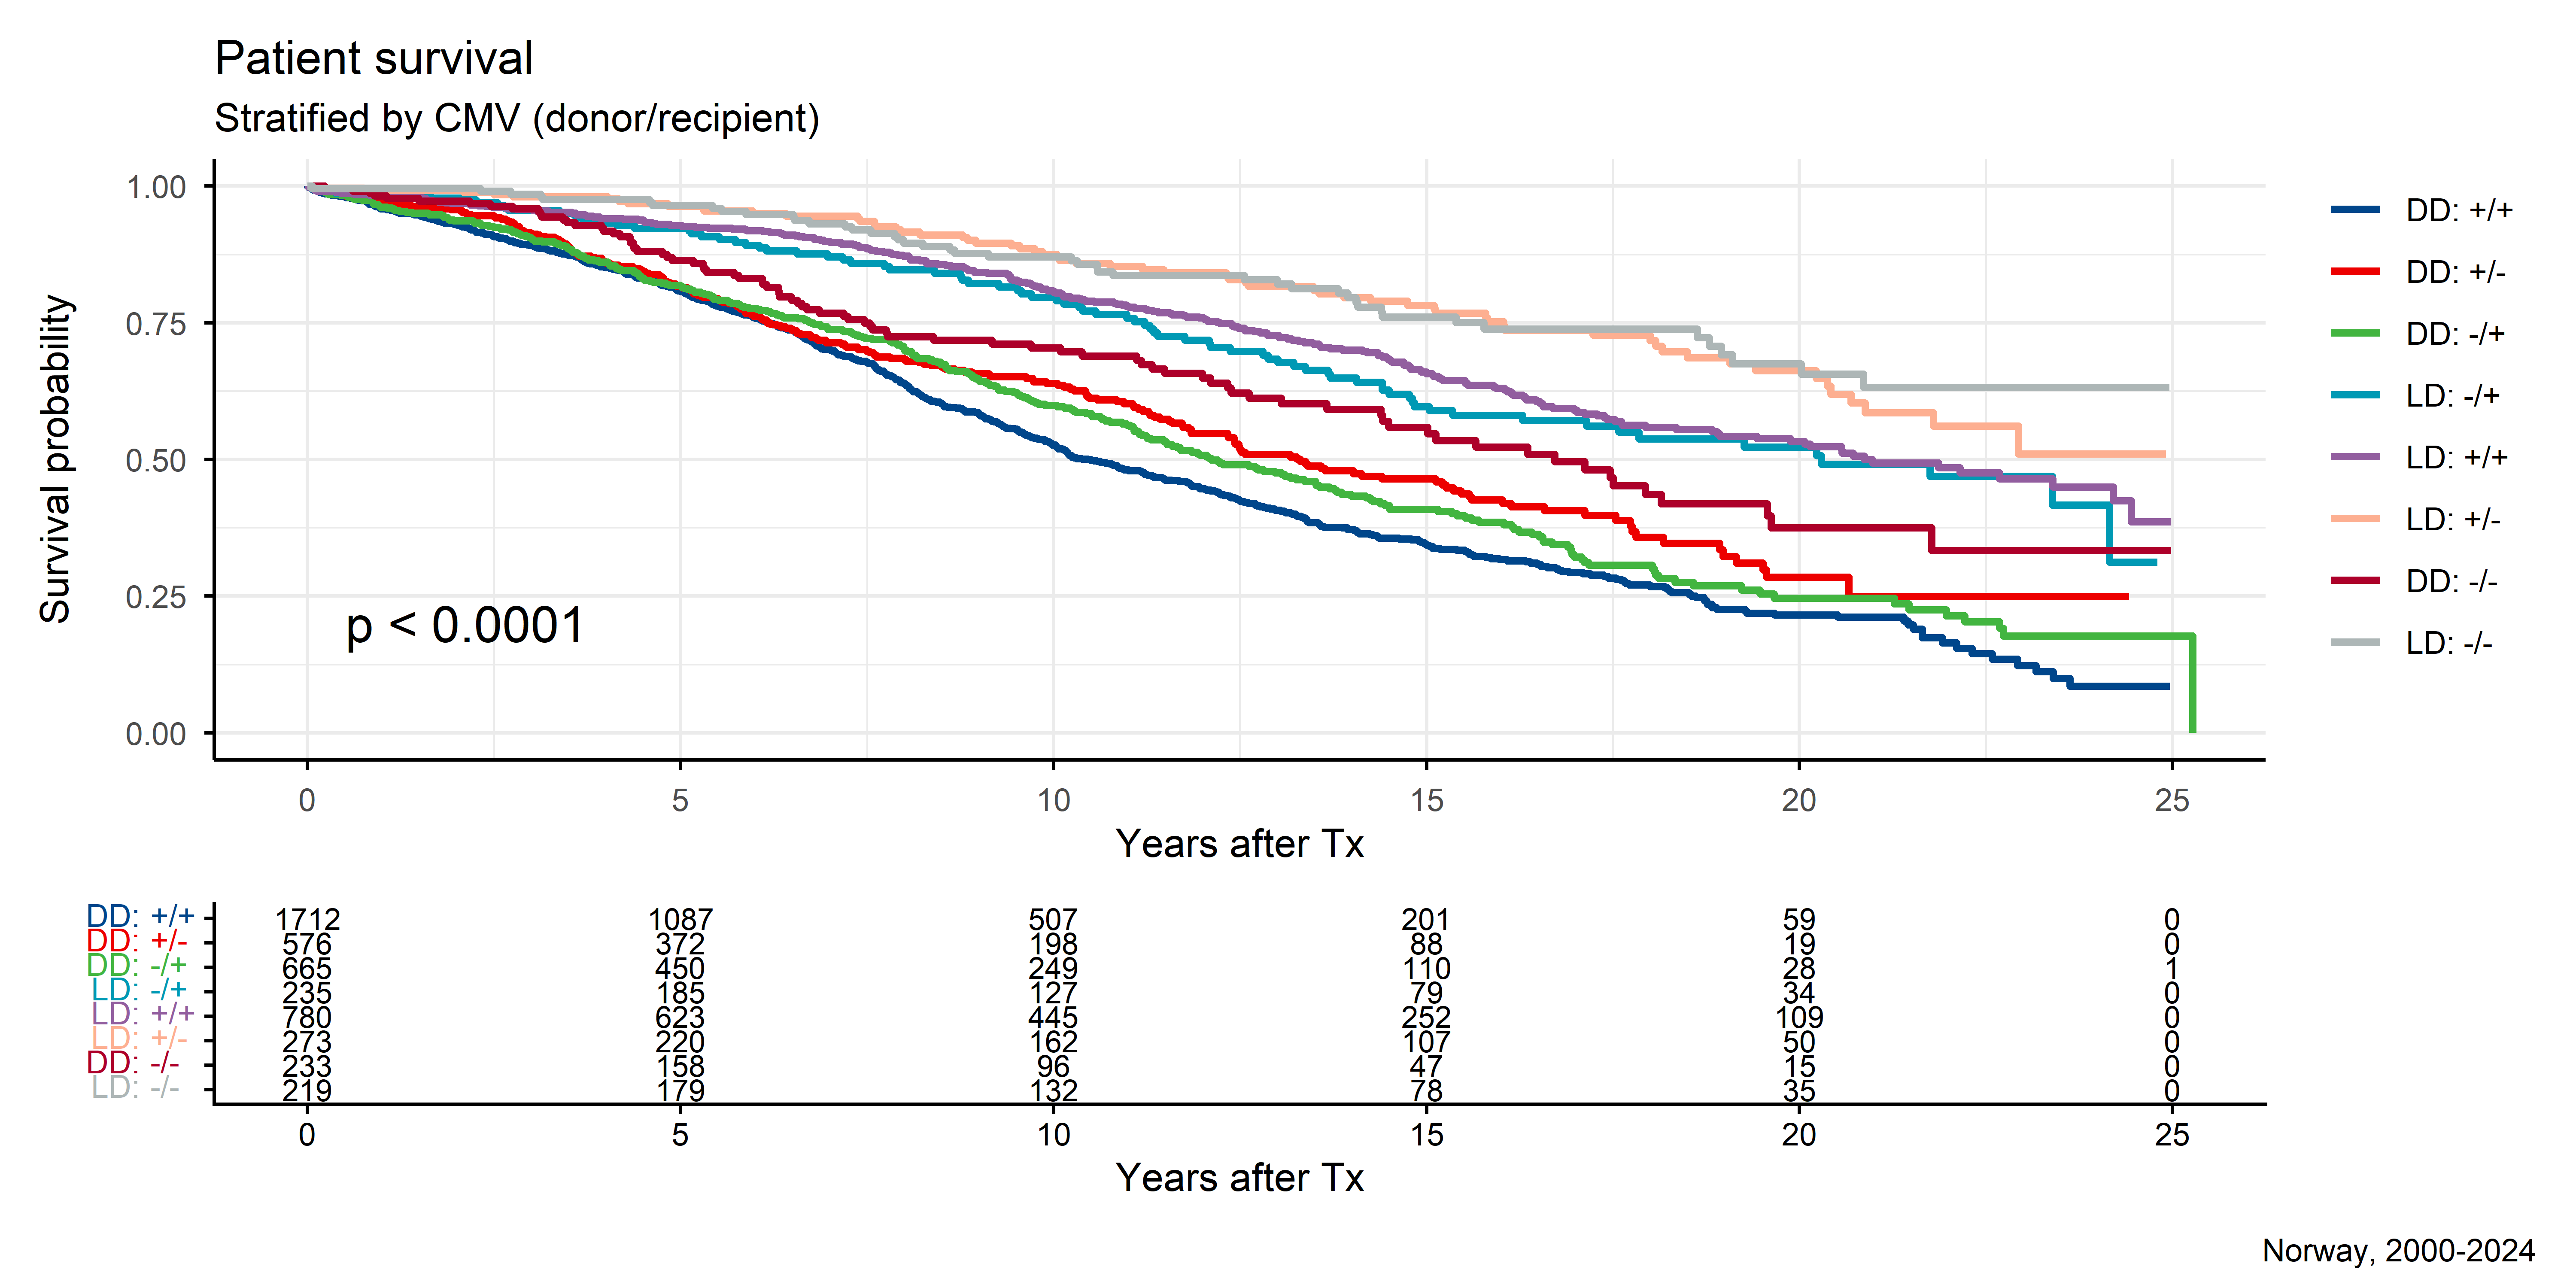 Patient survival
Stratified by CMV (donor/recipient)
1.00
0.75
0.50
0.25
0.00
Survival probability
p < 0.0001
0 5 10 15 20 25
Years after Tx
DD: +/+
DD: +/-
DD: -/+
LD: -/+
LD: +/+
LD: +/-
DD: -/-
LD: -/-
DD: +/+ 1712 1087 507 201 59 0
DD: +/- 576 372 198 88 19 0
DD: -/+ 665 450 249 110 28 1
LD: -/+ 235 185 127 79 34 0
LD: +/+ 780 623 445 252 109 0
LD: +/- 273 220 162 107 50 0
DD: -/- 233 158 96 47 15 0
LD: -/- 219 179 132 78 35 0
0 5 10 15 20 25
Years after Tx
Norway, 2000-2024